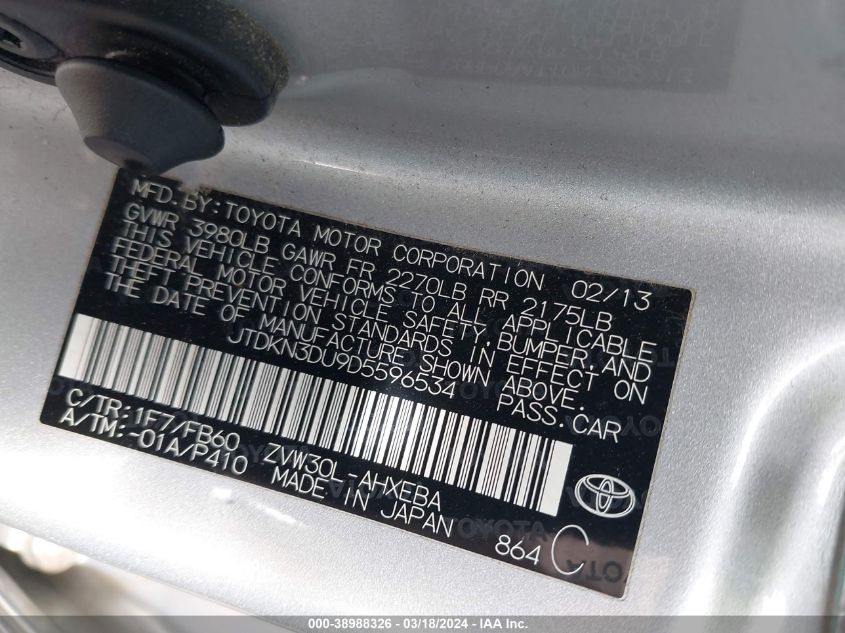 MFD. BY: TOYOTA MOTOR CORPORATION 02/13
GVWR 3980LB GAWR FR 2270LB RR 2175LB
THIS VEHICLE CONFORMS TO ALL APPLICABLE
FEDERAL MOTOR VEHICLE SAFETY, BUMPER, AND
THEFT PREVENTION STANDARDS IN EFFECT ON
THE DATE OF MANUFACTURE SHOWN ABOVE.
JTDKN3DU9D5596534 PASS. CAR
C/TR: 1F7/FB60 ZVW30L-AHXEBA
A/TM: -01A/P410 MADE IN JAPAN
864 C
TOYOTA
000-38988326 / 03/18/2024 - IAA Inc.